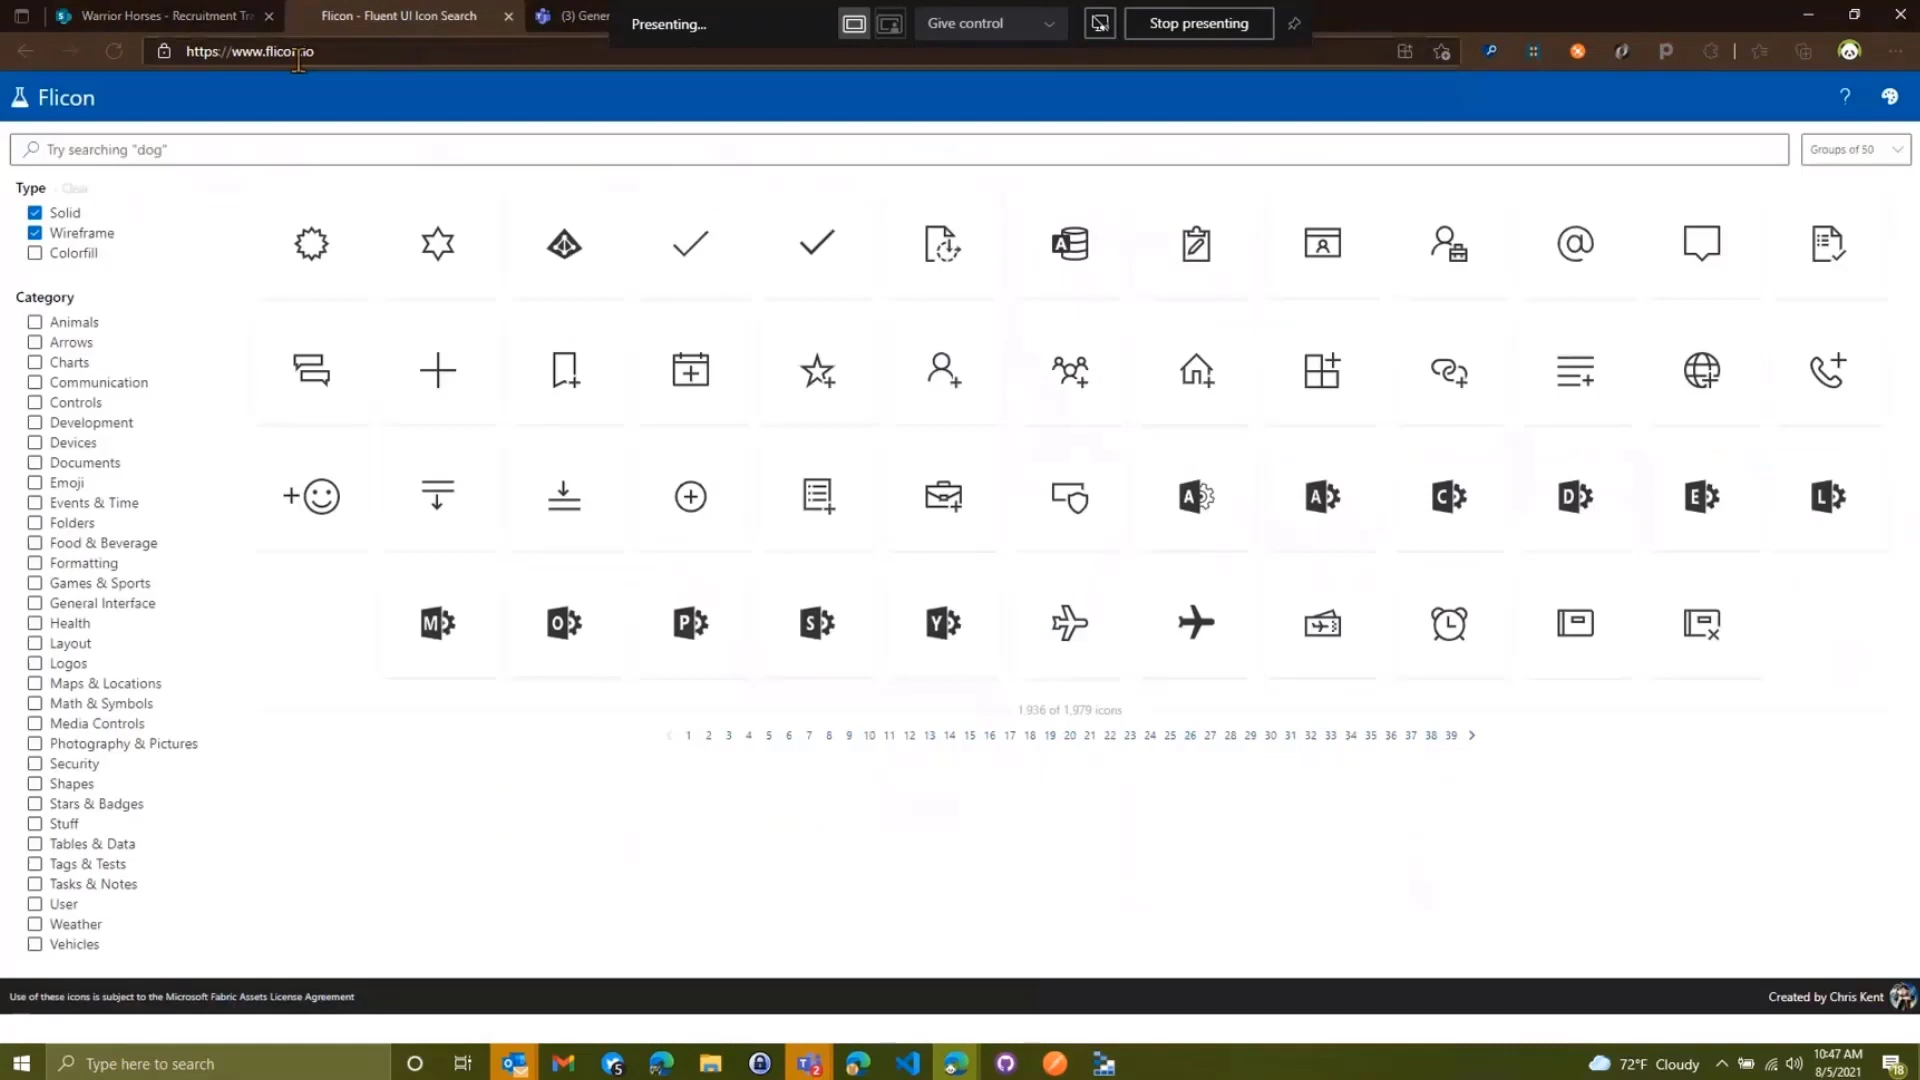 Warrior Horses - Recruitment Tra
Flicon - Fluent UI Icon Search
(3) Gener
Presenting...
Give control
Stop presenting
https://www.flicon.io
Flicon
?
Try searching "dog"
Groups of 50
Type
Clear
Solid
Wireframe
Colorfill
Category
Animals
Arrows
Charts
Communication
Controls
Development
Devices
Documents
Emoji
Events & Time
Folders
Food & Beverage
Formatting
Games & Sports
General Interface
Health
Layout
Logos
Maps & Locations
Math & Symbols
Media Controls
Photography & Pictures
Security
Shapes
Stars & Badges
Stuff
Tables & Data
Tags & Tests
Tasks & Notes
User
Weather
Vehicles
A
@
A A C D E L
M O P S Y
1,936 of 1,979 icons
1 2 3 4 5 6 7 8 9 10 11 12 13 14 15 16 17 18 19 20 21 22 23 24 25 26 27 28 29 30 31 32 33 34 35 36 37 38 39
Use of these icons is subject to the Microsoft Fabric Assets License Agreement
Created by Chris Kent
Type here to search
5
2
72°F Cloudy
10:47 AM
8/5/2021
18